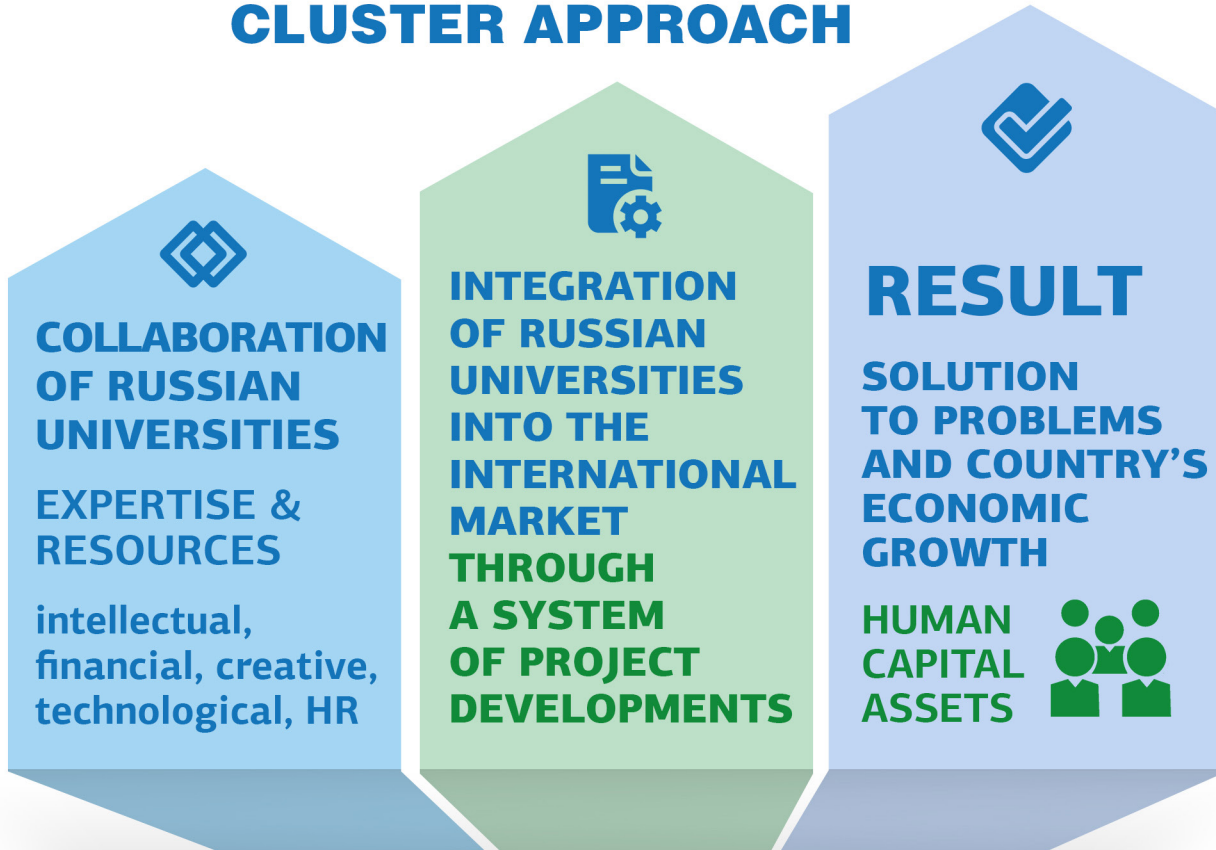 CLUSTER APPROACH
COLLABORATION
OF RUSSIAN
UNIVERSITIES
EXPERTISE &
RESOURCES
intellectual,
financial, creative,
technological, HR
INTEGRATION
OF RUSSIAN
UNIVERSITIES
INTO THE
INTERNATIONAL
MARKET
THROUGH
A SYSTEM
OF PROJECT
DEVELOPMENTS
RESULT
SOLUTION
TO PROBLEMS
AND COUNTRY’S
ECONOMIC
GROWTH
HUMAN
CAPITAL
ASSETS